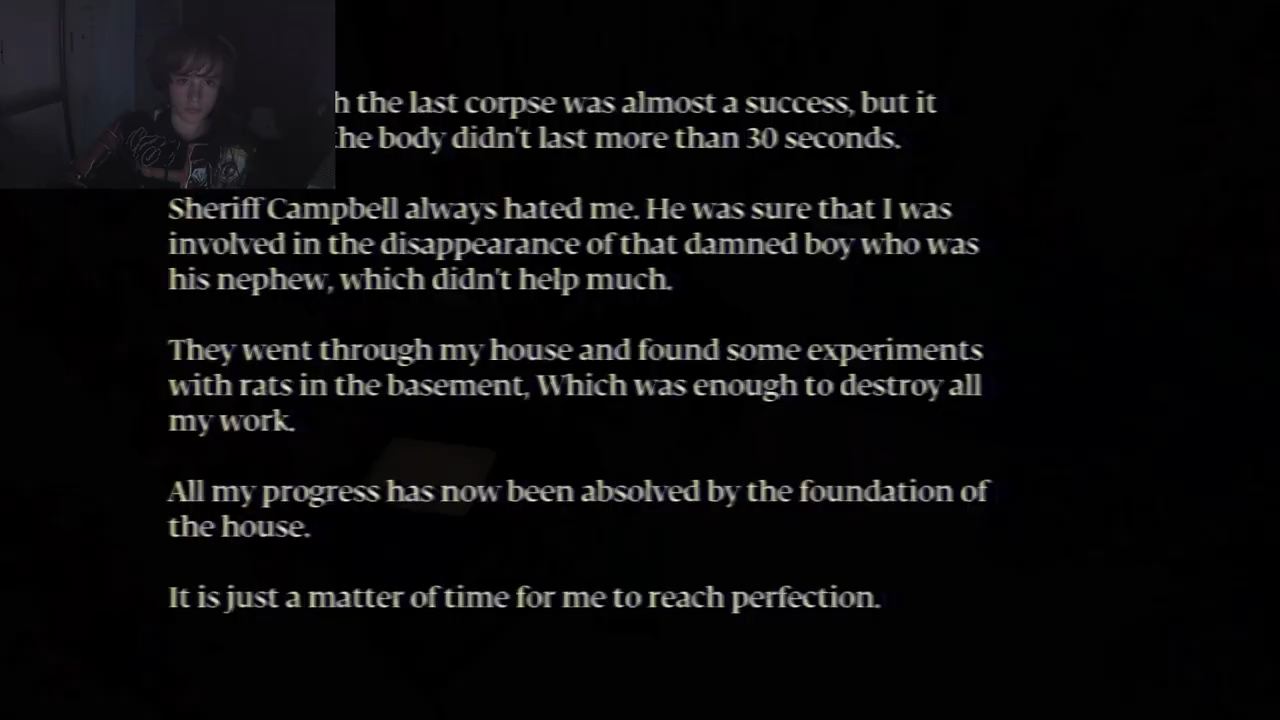 h the last corpse was almost a success, but it
the body didn't last more than 30 seconds.
Sheriff Campbell always hated me. He was sure that I was
involved in the disappearance of that damned boy who was
his nephew, which didn't help much.
They went through my house and found some experiments
with rats in the basement, Which was enough to destroy all
my work.
All my progress has now been absolved by the foundation of
the house.
It is just a matter of time for me to reach perfection.